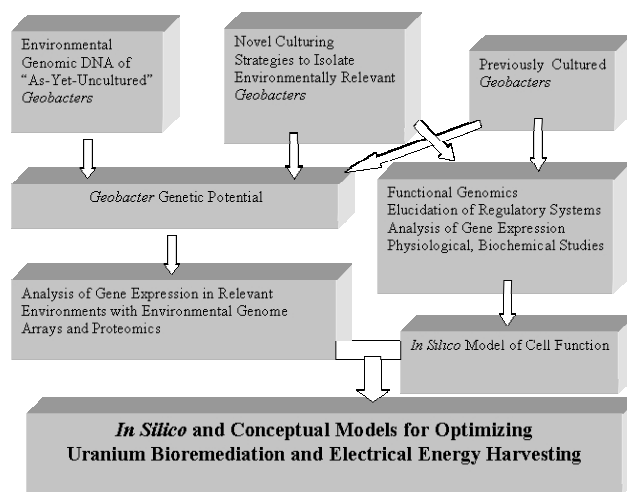 Environmental
Genomic DNA of
“As-Yet-Uncultured”
Geobacters
Novel Culturing
Strategies to Isolate
Environmentally Relevant
Geobacters
Previously Cultured
Geobacters
Geobacter Genetic Potential
Functional Genomics
Elucidation of Regulatory Systems
Analysis of Gene Expression
Physiological, Biochemical Studies
Analysis of Gene Expression in Relevant
Environments with Environmental Genome
Arrays and Proteomics
In Silico Model of Cell Function
In Silico and Conceptual Models for Optimizing
Uranium Bioremediation and Electrical Energy Harvesting